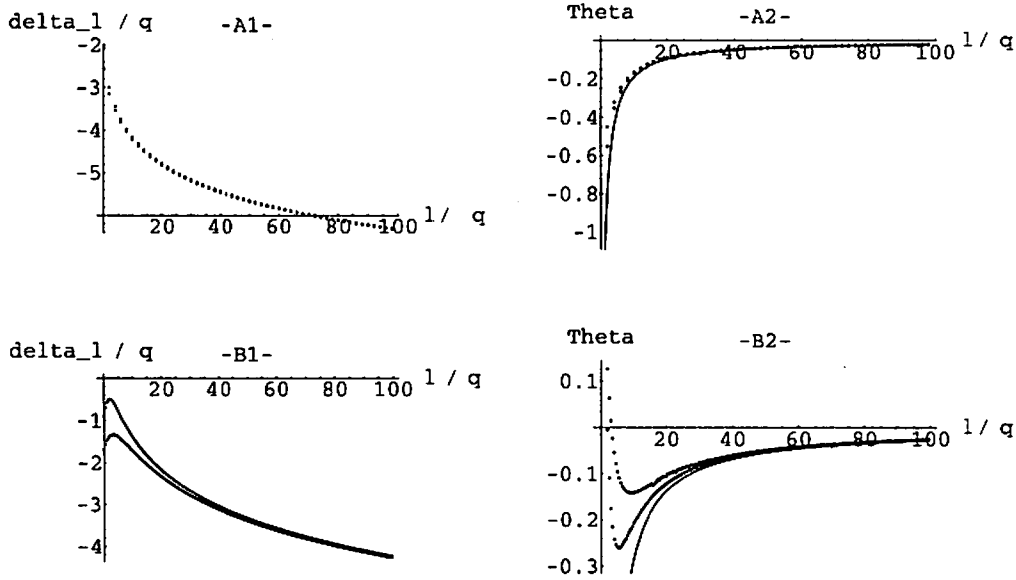 delta_l / q -A1-
-2
-3
-4
-5
20 40 60 80 100 l/ q
Theta -A2-
20 40 60 80 100 l/ q
-0.2
-0.4
-0.6
-0.8
-1
delta_l / q -B1-
20 40 60 80 100 l / q
-1
-2
-3
-4
Theta -B2-
0.1
20 40 60 80 100 l / q
-0.1
-0.2
-0.3